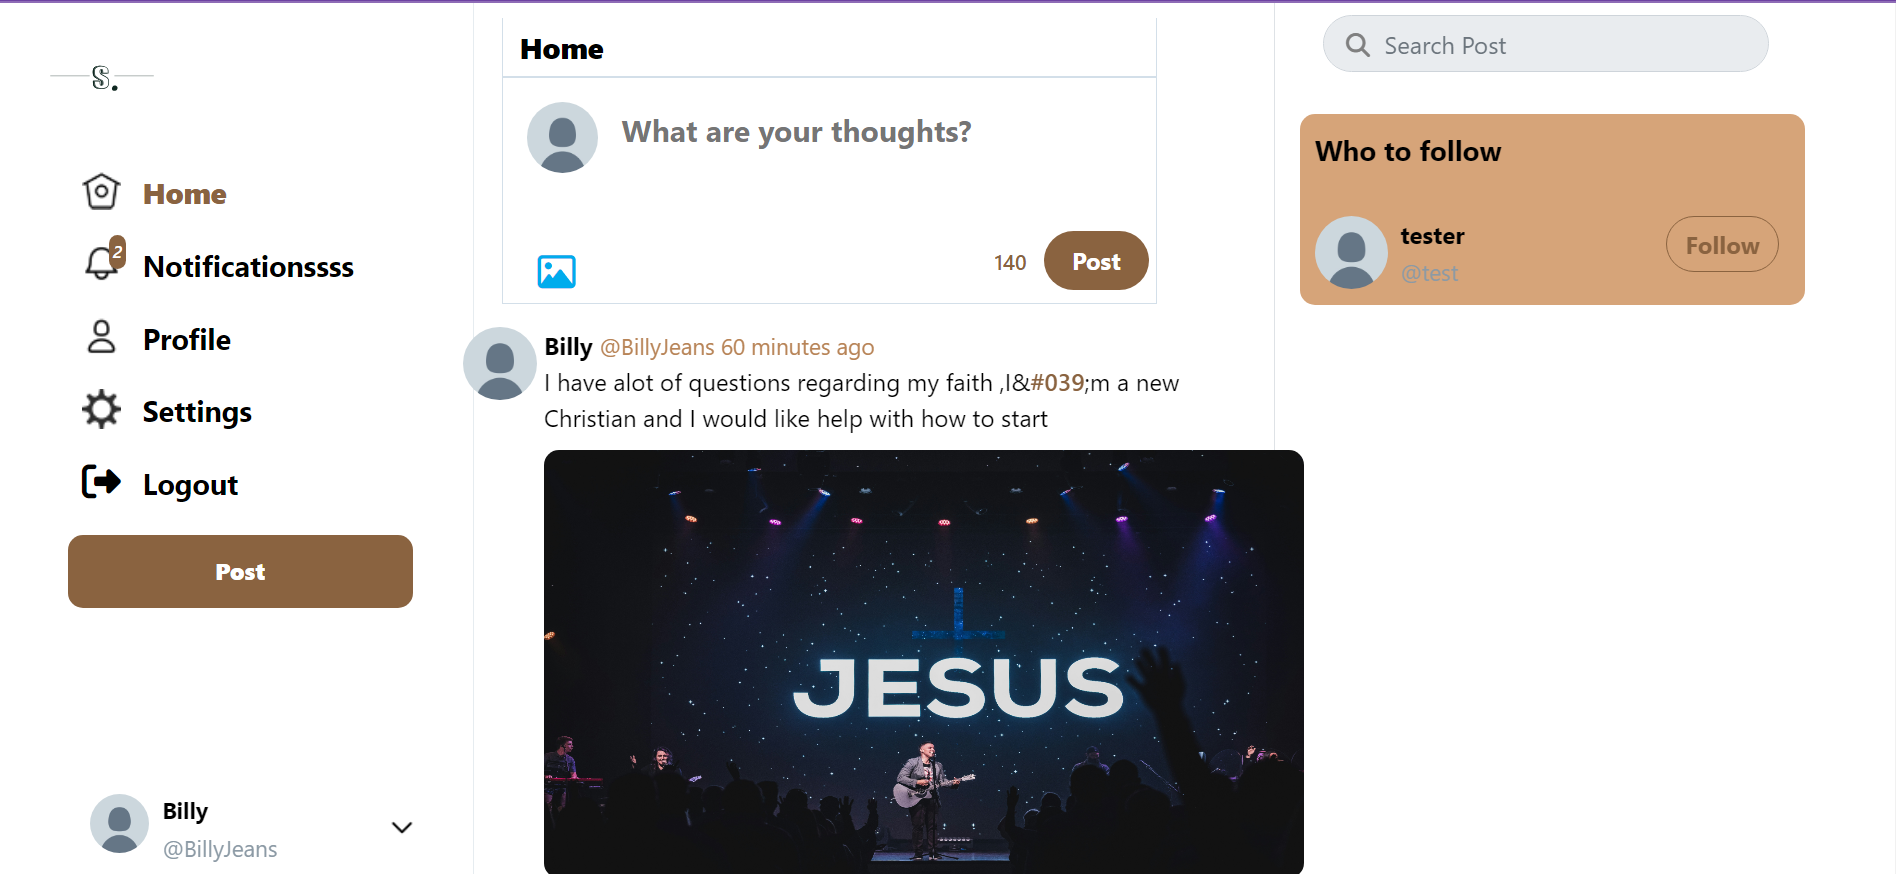 S.
Home
2
Notificationssss
Profile
Settings
Logout
Post
Billy
@BillyJeans
Home
What are your thoughts?
140
Post
Billy @BillyJeans 60 minutes ago
I have alot of questions regarding my faith ,I&#039;m a new
Christian and I would like help with how to start
JESUS
Search Post
Who to follow
tester
@test
Follow